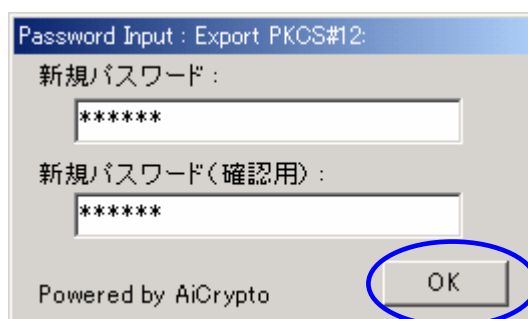 Password Input : Export PKCS#12:
新規パスワード :
******
新規パスワード(確認用) :
******
Powered by AiCrypto
OK